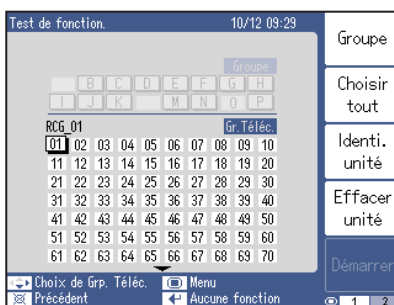 Test de fonction. 10/12 09:29
Groupe
B C D E F G H
I J K M N O P
RCG_01 Gr.Téléc.
01 02 03 04 05 06 07 08 09 10
11 12 13 14 15 16 17 18 19 20
21 22 23 24 25 26 27 28 29 30
31 32 33 34 35 36 37 38 39 40
41 42 43 44 45 46 47 48 49 50
51 52 53 54 55 56 57 58 59 60
61 62 63 64 65 66 67 68 69 70
Choix de Grp. Téléc. Menu
Précédent Aucune fonction
Groupe
Choisir
tout
Identi.
unité
Effacer
unité
Démarrer
1 2